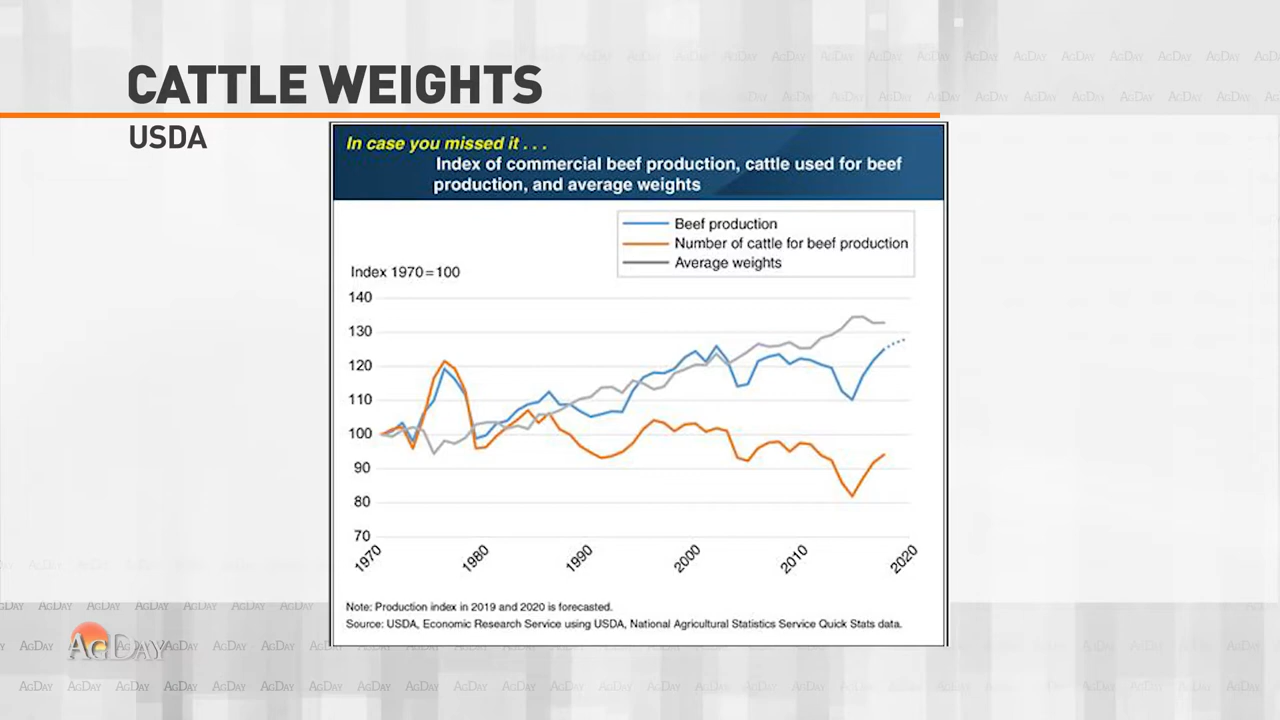 CATTLE WEIGHTS
USDA
In case you missed it . . .
Index of commercial beef production, cattle used for beef
production, and average weights
Beef production
Number of cattle for beef production
Average weights
Index 1970=100
140
130
120
110
100
90
80
70
1970
1980
1990
2000
2010
2020
Note: Production index in 2019 and 2020 is forecasted.
Source: USDA, Economic Research Service using USDA, National Agricultural Statistics Service Quick Stats data.
AGDAY